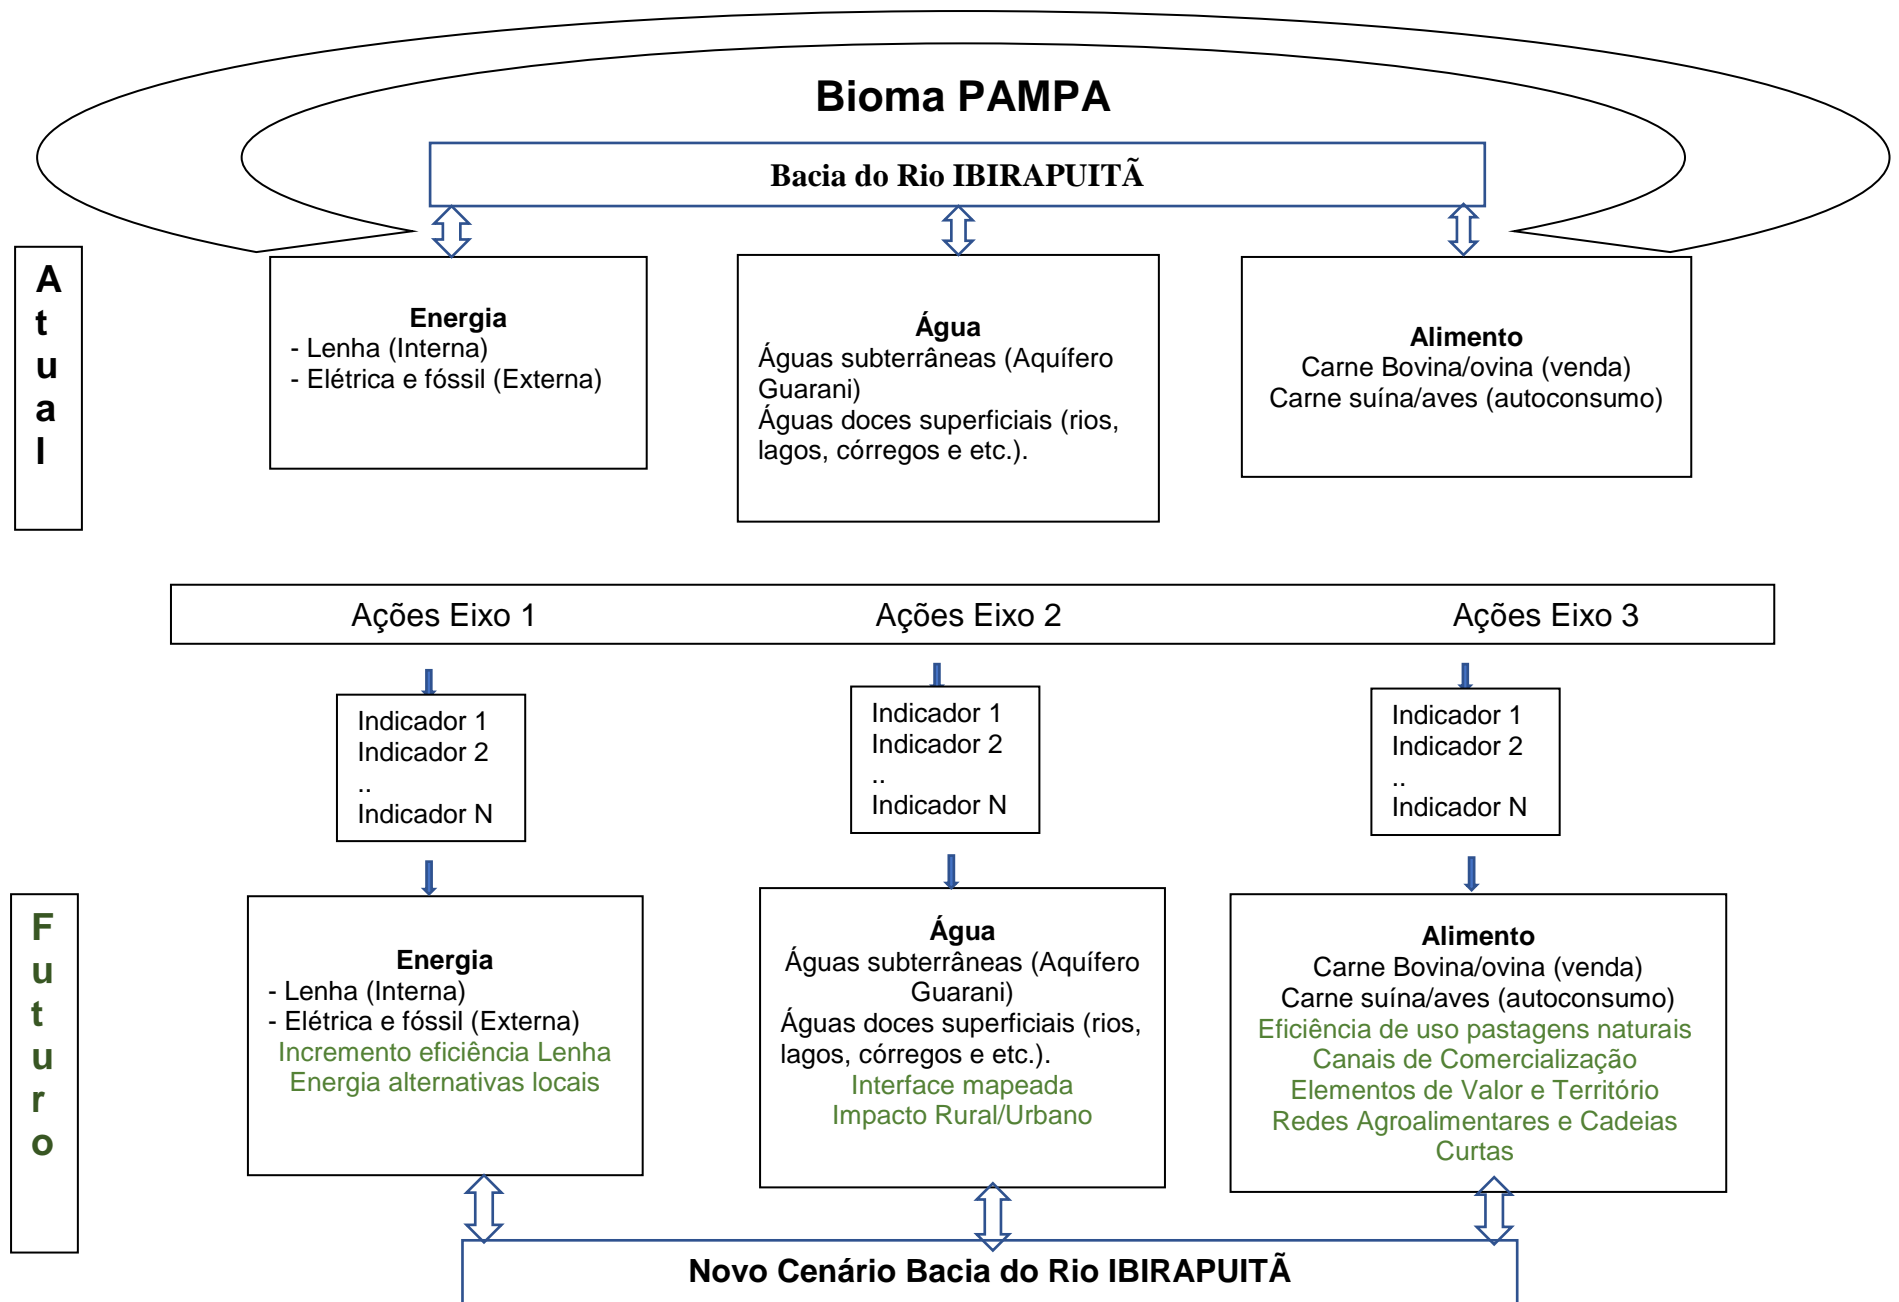 Bioma PAMPA
Bacia do Rio IBIRAPUITÃ
Atual
Energia
- Lenha (Interna)
- Elétrica e fóssil (Externa)
Água
Águas subterrâneas (Aquífero
Guarani)
Águas doces superficiais (rios,
lagos, córregos e etc.).
Alimento
Carne Bovina/ovina (venda)
Carne suína/aves (autoconsumo)
Ações Eixo 1
Ações Eixo 2
Ações Eixo 3
Indicador 1
Indicador 2
..
Indicador N
Indicador 1
Indicador 2
..
Indicador N
Indicador 1
Indicador 2
..
Indicador N
Futuro
Energia
- Lenha (Interna)
- Elétrica e fóssil (Externa)
Incremento eficiência Lenha
Energia alternativas locais
Água
Águas subterrâneas (Aquífero
Guarani)
Águas doces superficiais (rios,
lagos, córregos e etc.).
Interface mapeada
Impacto Rural/Urbano
Alimento
Carne Bovina/ovina (venda)
Carne suína/aves (autoconsumo)
Eficiência de uso pastagens naturais
Canais de Comercialização
Elementos de Valor e Território
Redes Agroalimentares e Cadeias
Curtas
Novo Cenário Bacia do Rio IBIRAPUITÃ